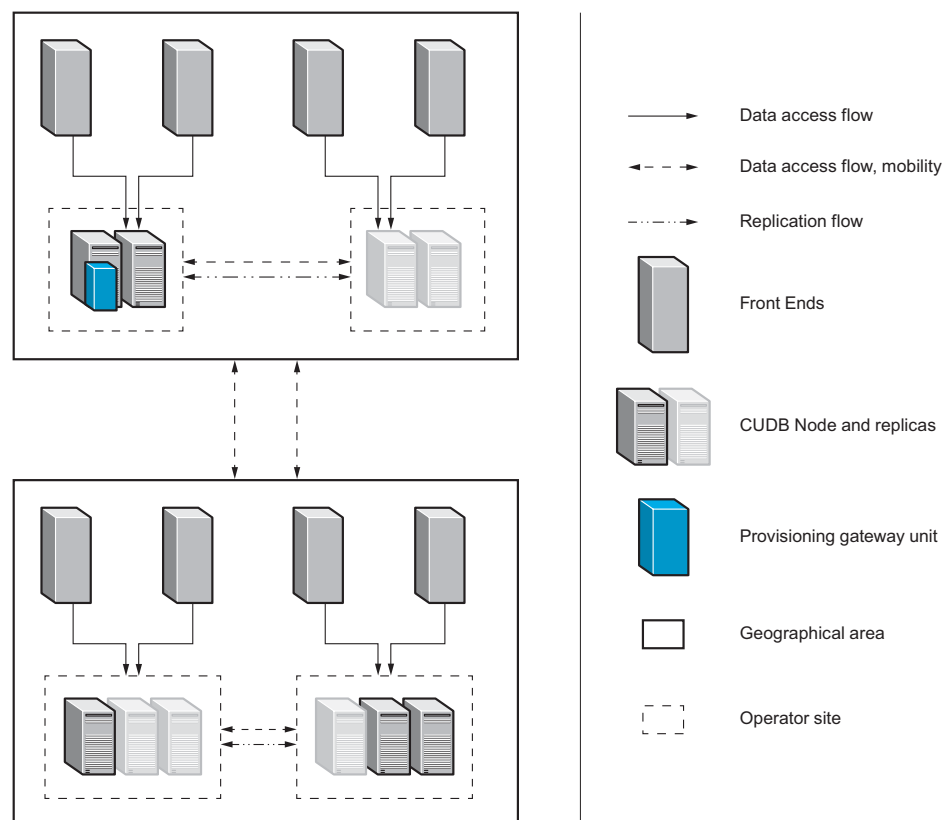 Data access flow
Data access flow, mobility
Replication flow
Front Ends
CUDB Node and replicas
Provisioning gateway unit
Geographical area
Operator site